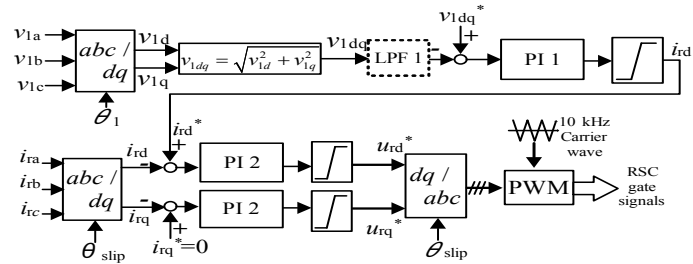 v1a
v1b
v1c
abc / dq
θ1
v1d
v1q
v1dq = √(v1d² + v1q²)
v1dq
LPF 1
-
v1dq*
+
PI 1
ird
ira
irb
irc
abc / dq
θslip
ird
irq
-
-
+
ird*
+
irq*=0
PI 2
PI 2
urd*
urq*
dq / abc
θslip
10 kHz
Carrier
wave
PWM
RSC
gate
signals